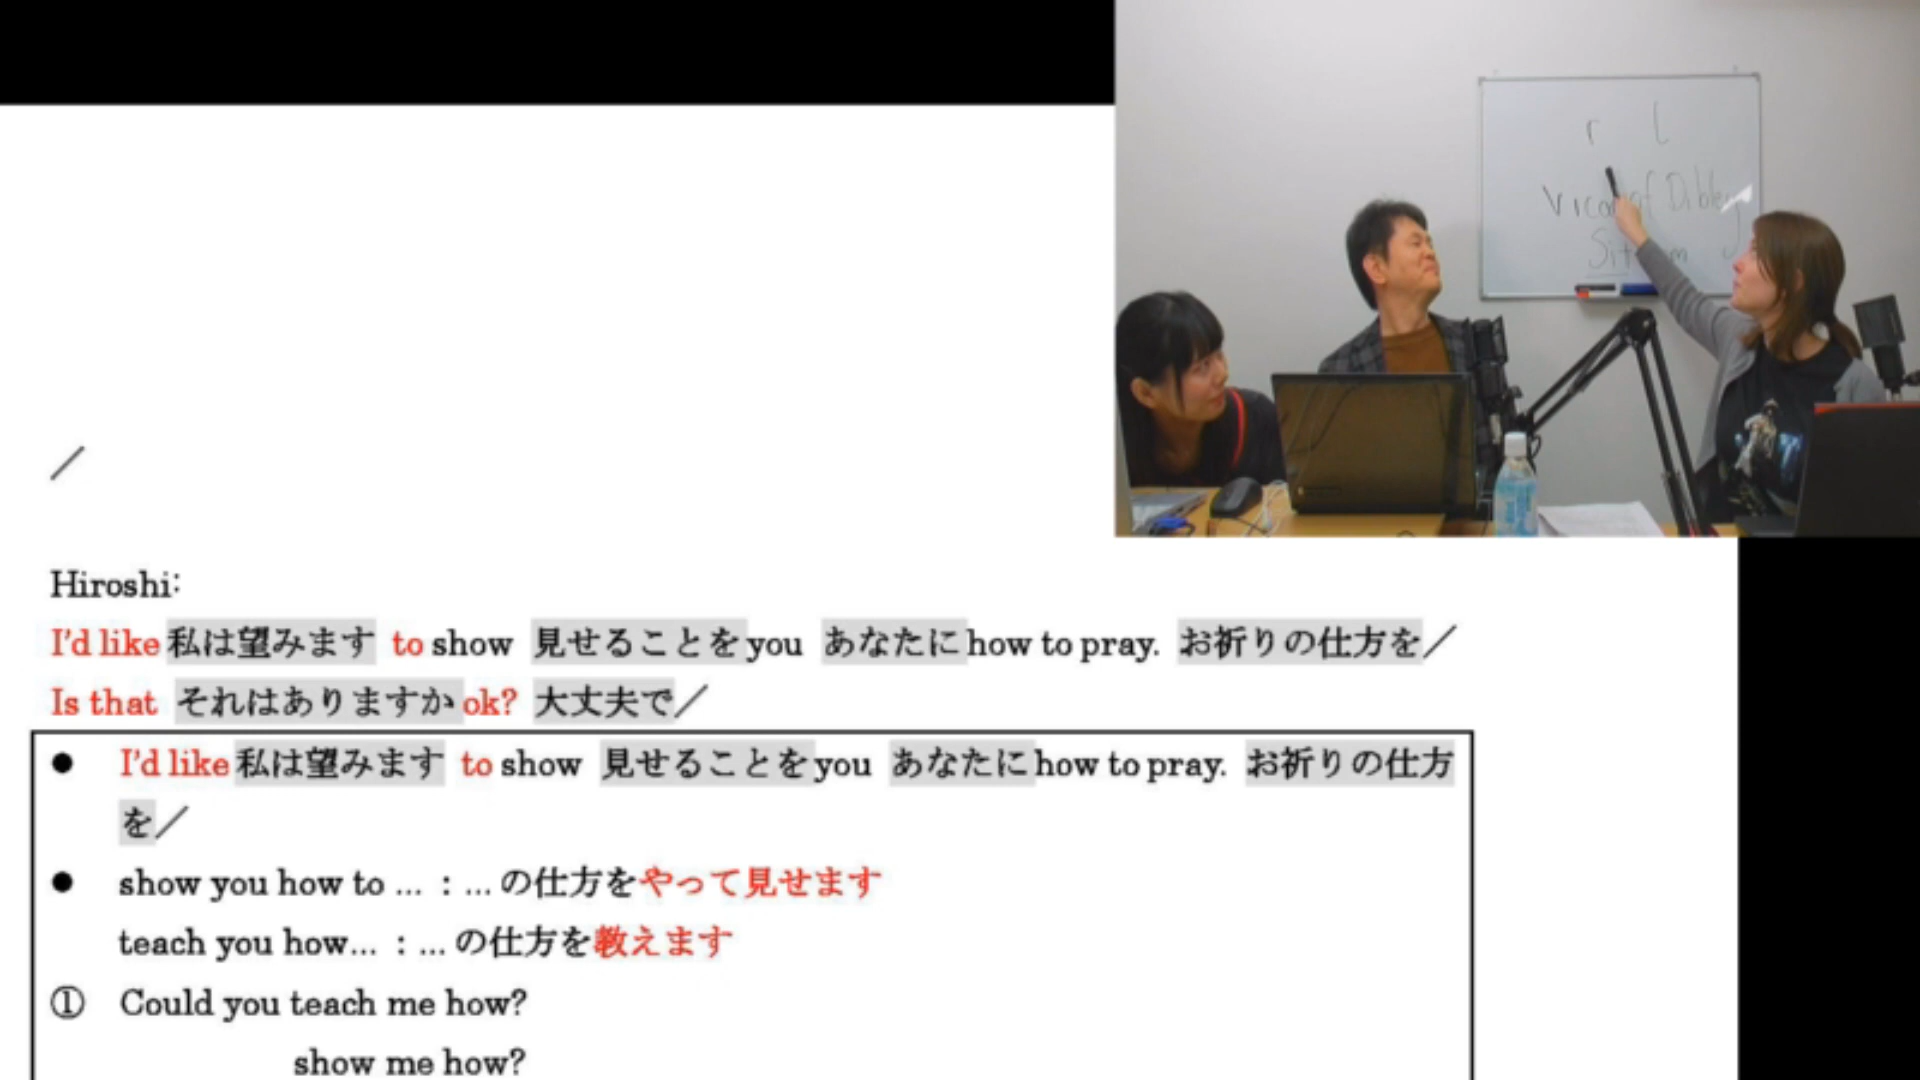 r l
Vicar of Dibley
Sitcom
／
Hiroshi:
I'd like 私は望みます to show 見せることを you あなたに how to pray. お祈りの仕方を／
Is that それはありますか ok? 大丈夫で／
● I'd like 私は望みます to show 見せることを you あなたに how to pray. お祈りの仕方
を／
● show you how to … : … の仕方をやって見せます
teach you how… : … の仕方を教えます
① Could you teach me how?
show me how?